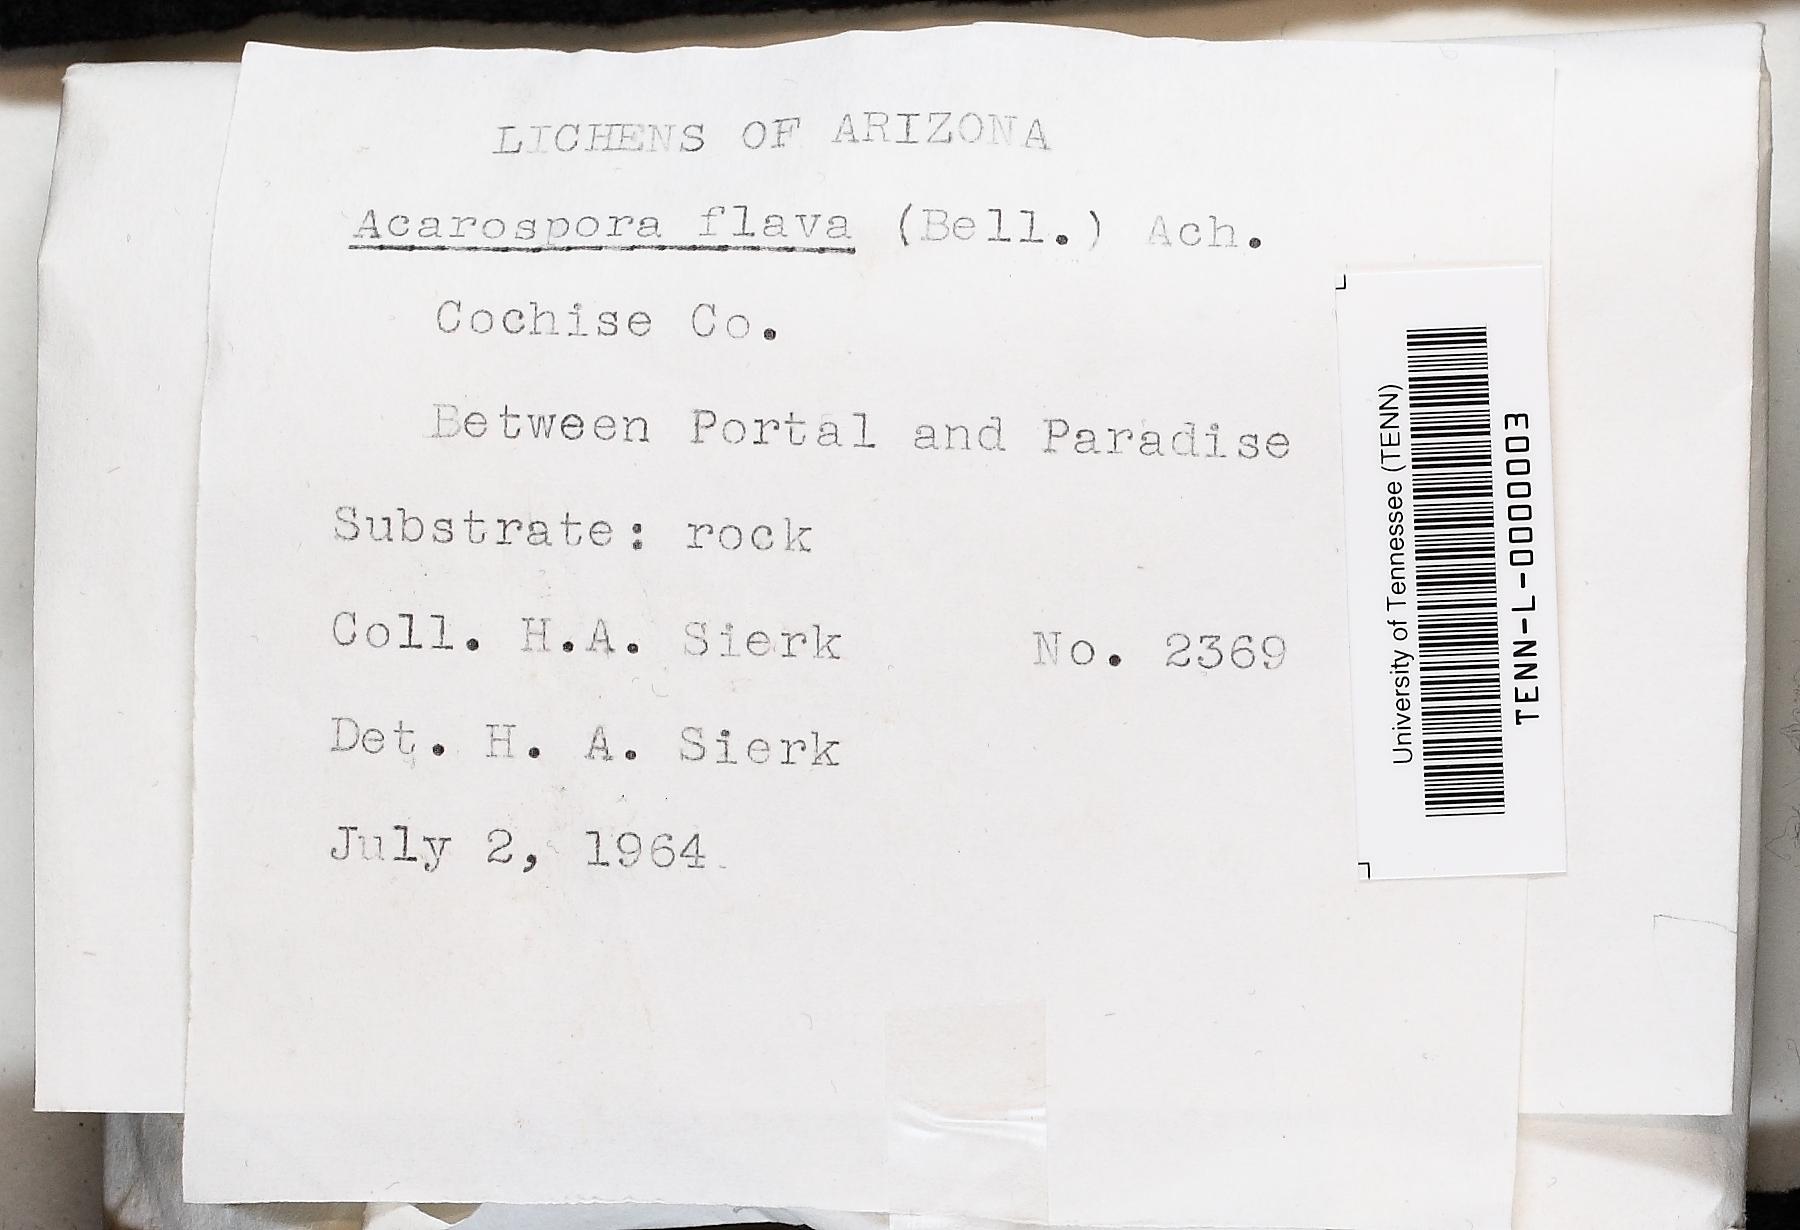 LICHENS OF ARIZONA
Acarospora flava (Bell.) Ach.
Cochise Co.
Between Portal and Paradise
Substrate: rock
Coll. H.A. Sierk No. 2369
Det. H. A. Sierk
July 2, 1964.
University of Tennessee (TENN)
TENN-L-0000003